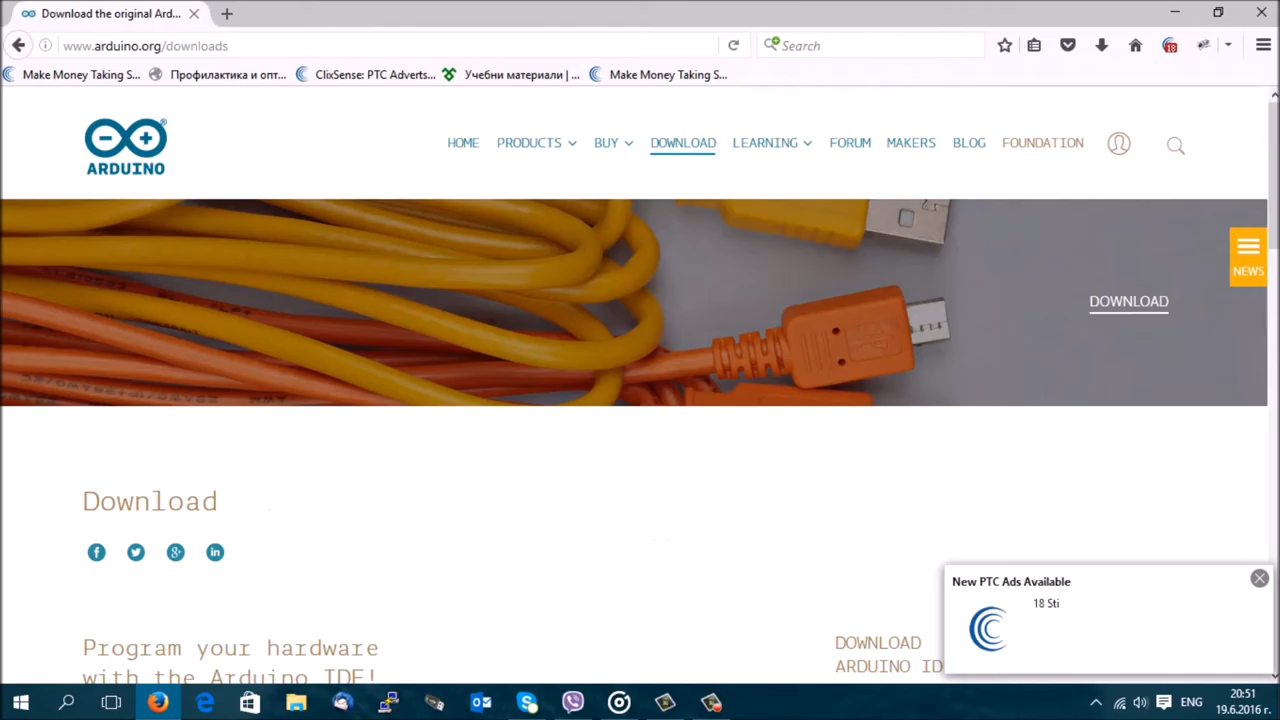 Download the original Ard...
www.arduino.org/downloads
Search
18
Make Money Taking S...
Профилактика и опт...
ClixSense: PTC Adverts...
Учебни материали | ...
Make Money Taking S...
ARDUINO
HOME
PRODUCTS
BUY
DOWNLOAD
LEARNING
FORUM
MAKERS
BLOG
FOUNDATION
NEWS
DOWNLOAD
Download
New PTC Ads Available
18 Sti
Program your hardware
with the Arduino IDE!
DOWNLOAD
ARDUINO ID
ENG
20:51
19.6.2016 г.